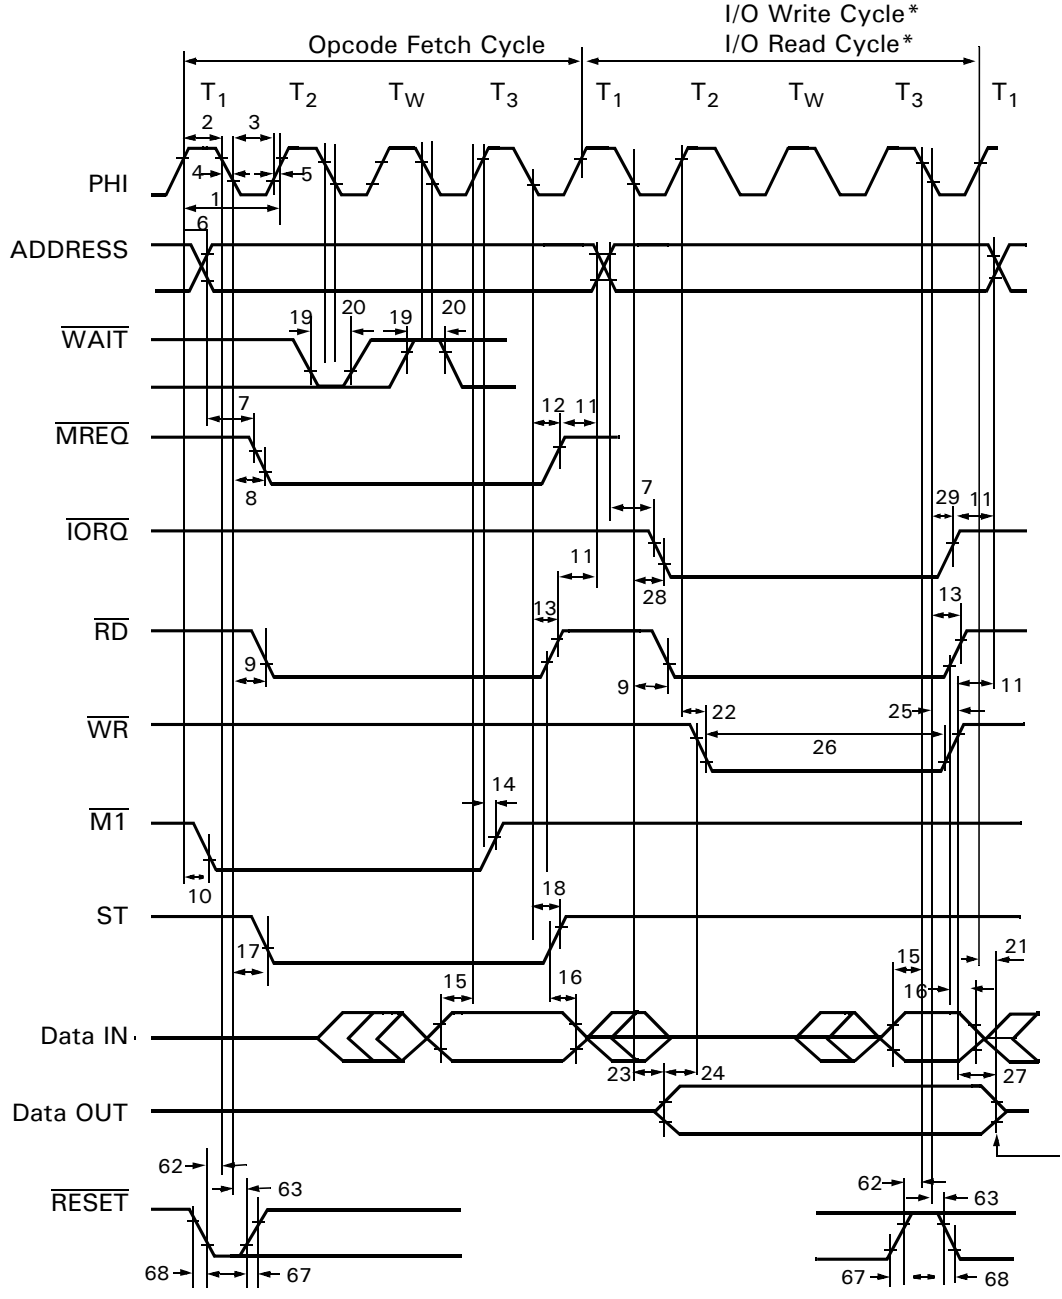 I/O Write Cycle*
Opcode Fetch Cycle I/O Read Cycle*
T1 T2 TW T3 T1 T2 TW T3 T1
2 3
PHI 4 5
1
6
ADDRESS
19 20 19 20
WAIT
7 12 11
MREQ
8 7 29 11
IORQ
11 28
13 13
RD
9 9 11
22 25
WR 26
14
M1
10 18
ST
17 21
15 16 15 16
Data IN
23 24 27
Data OUT
62 62
63 63
RESET
68 67 67 68